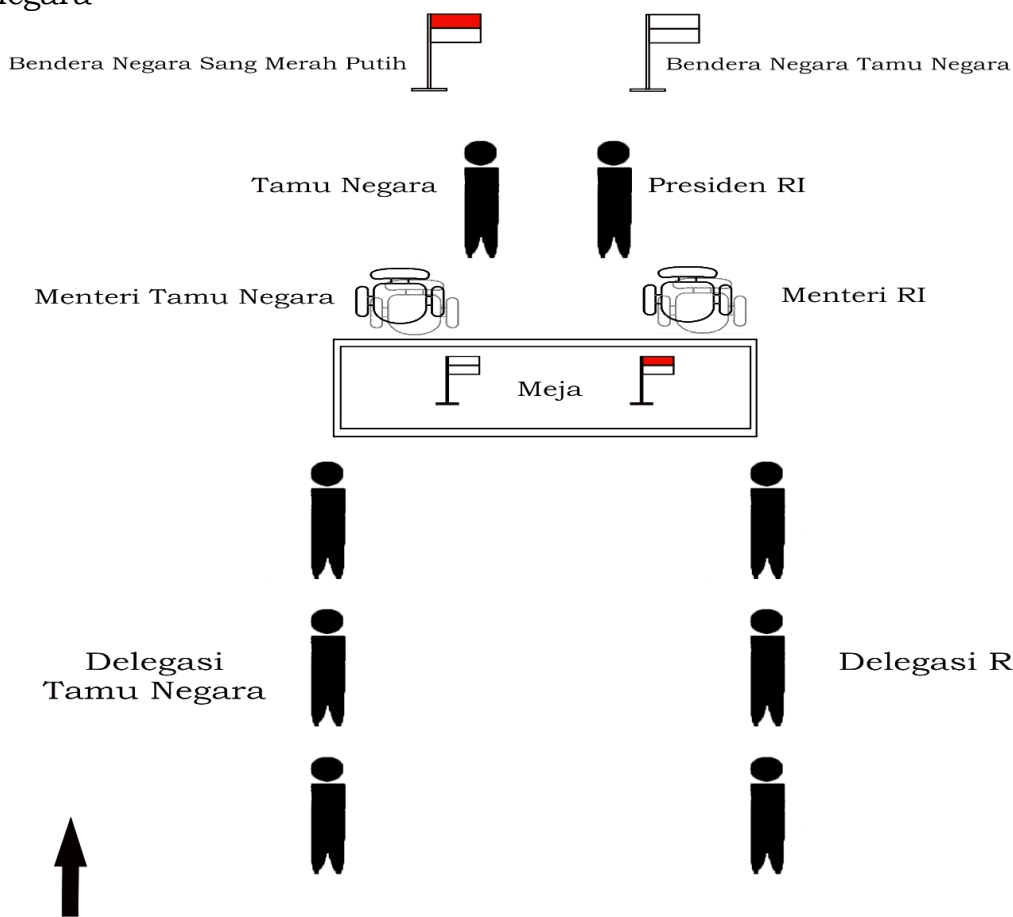 negara
Bendera Negara Sang Merah Putih
Bendera Negara Tamu Negara
Tamu Negara
Presiden RI
Menteri Tamu Negara
Menteri RI
Meja
Delegasi
Tamu Negara
Delegasi R